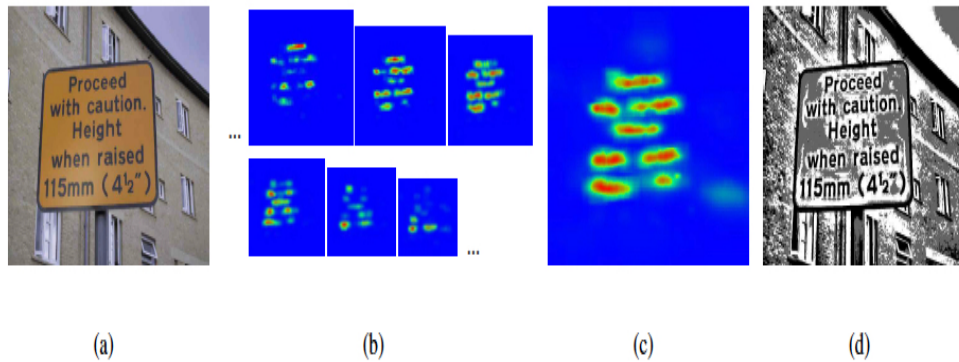 Proceed
with caution.
Height
when raised
115mm (4½")
...
...
Proceed
with caution.
Height
when raised
115mm (4½")
(a)
(b)
(c)
(d)